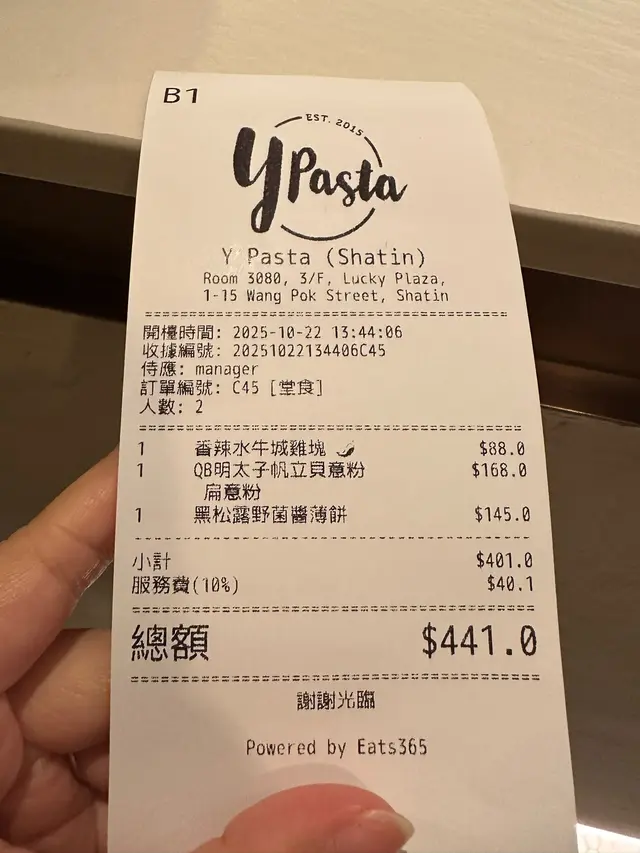 B1
EST. 2015
Y Pasta
Y Pasta (Shatin)
Room 3080, 3/F, Lucky Plaza,
1-15 Wang Pok Street, Shatin
開檯時間: 2025-10-22 13:44:06
收據編號: 20251022134406C45
侍應: manager
訂單編號: C45 [堂食]
人數: 2
1 香辣水牛城雞塊 🌶 $88.0
1 QB明太子帆立貝意粉 $168.0
扁意粉
1 黑松露野菌醬薄餅 $145.0
小計 $401.0
服務費(10%) $40.1
總額 $441.0
謝謝光臨
Powered by Eats365